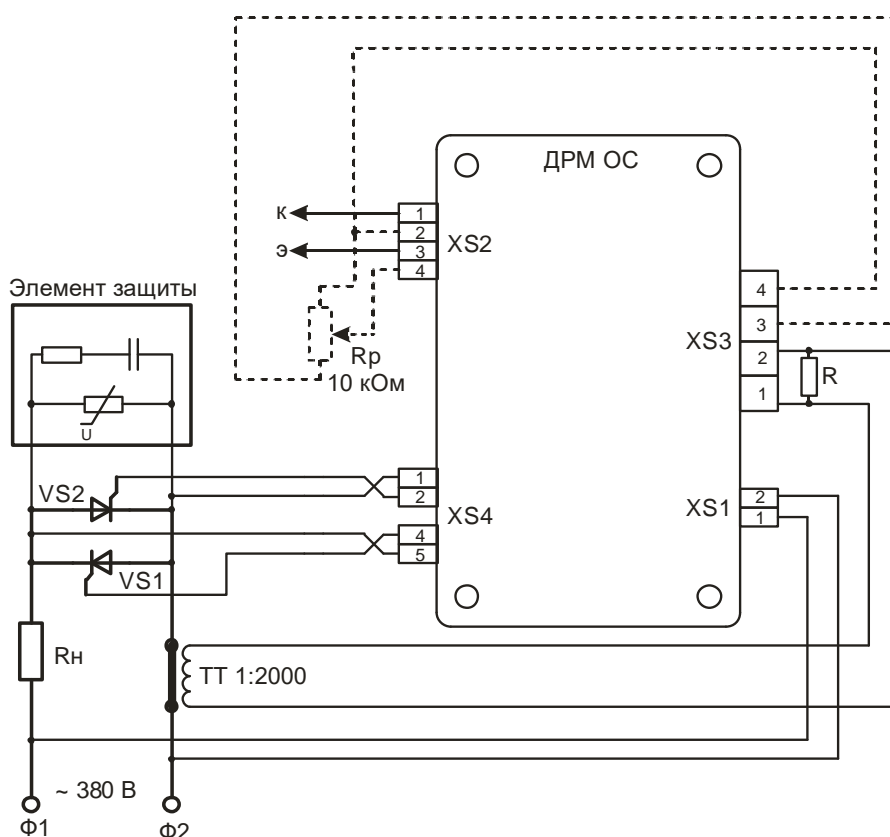 ДРМ ОС
К
1
2
Э
3
4
XS2
Элемент защиты
4
3
XS3
2
1
Rр
10 кОм
R
U
VS2
1
2
XS4
4
5
XS1
2
1
VS1
Rн
ТТ 1:2000
~ 380 В
Ф1
Ф2